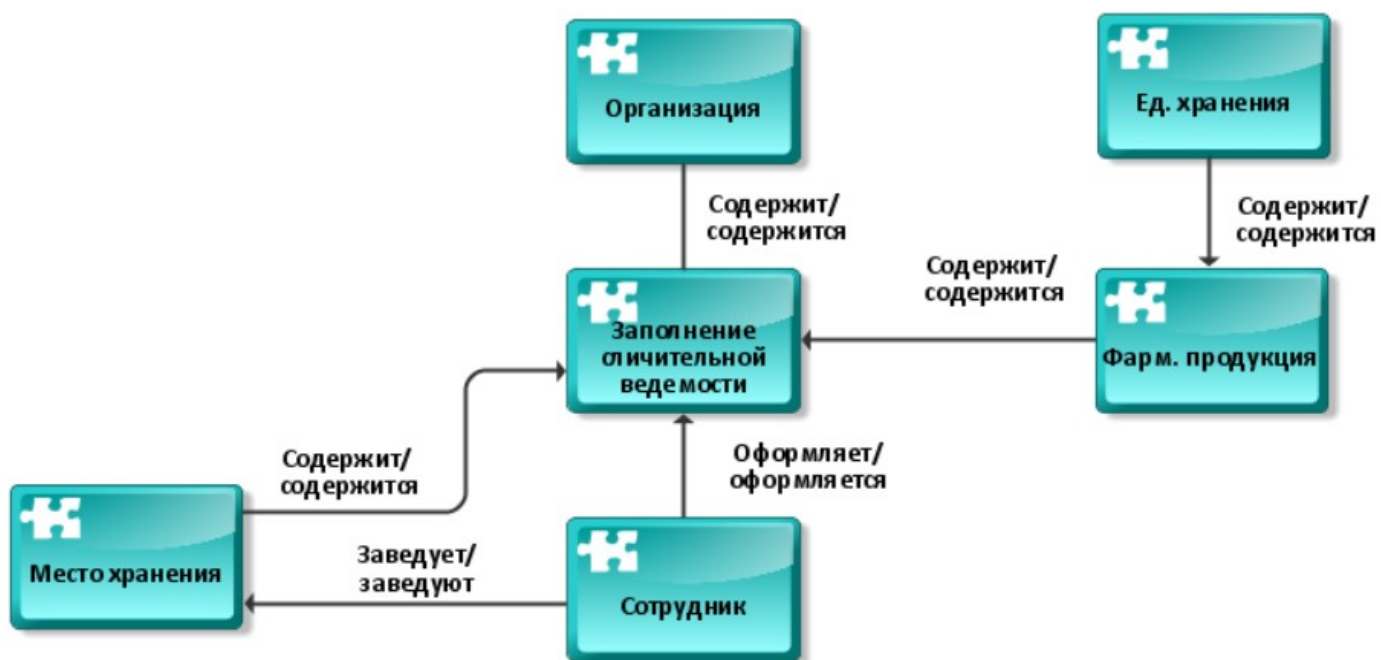 Организация
Ед. хранения
Содержит/
содержится
Содержит/
содержится
Содержит/
содержится
Заполнение
сличительной
ведемости
Фарм. продукция
Содержит/
содержится
Оформляет/
оформляется
Место хранения
Заведует/
заведуют
Сотрудник